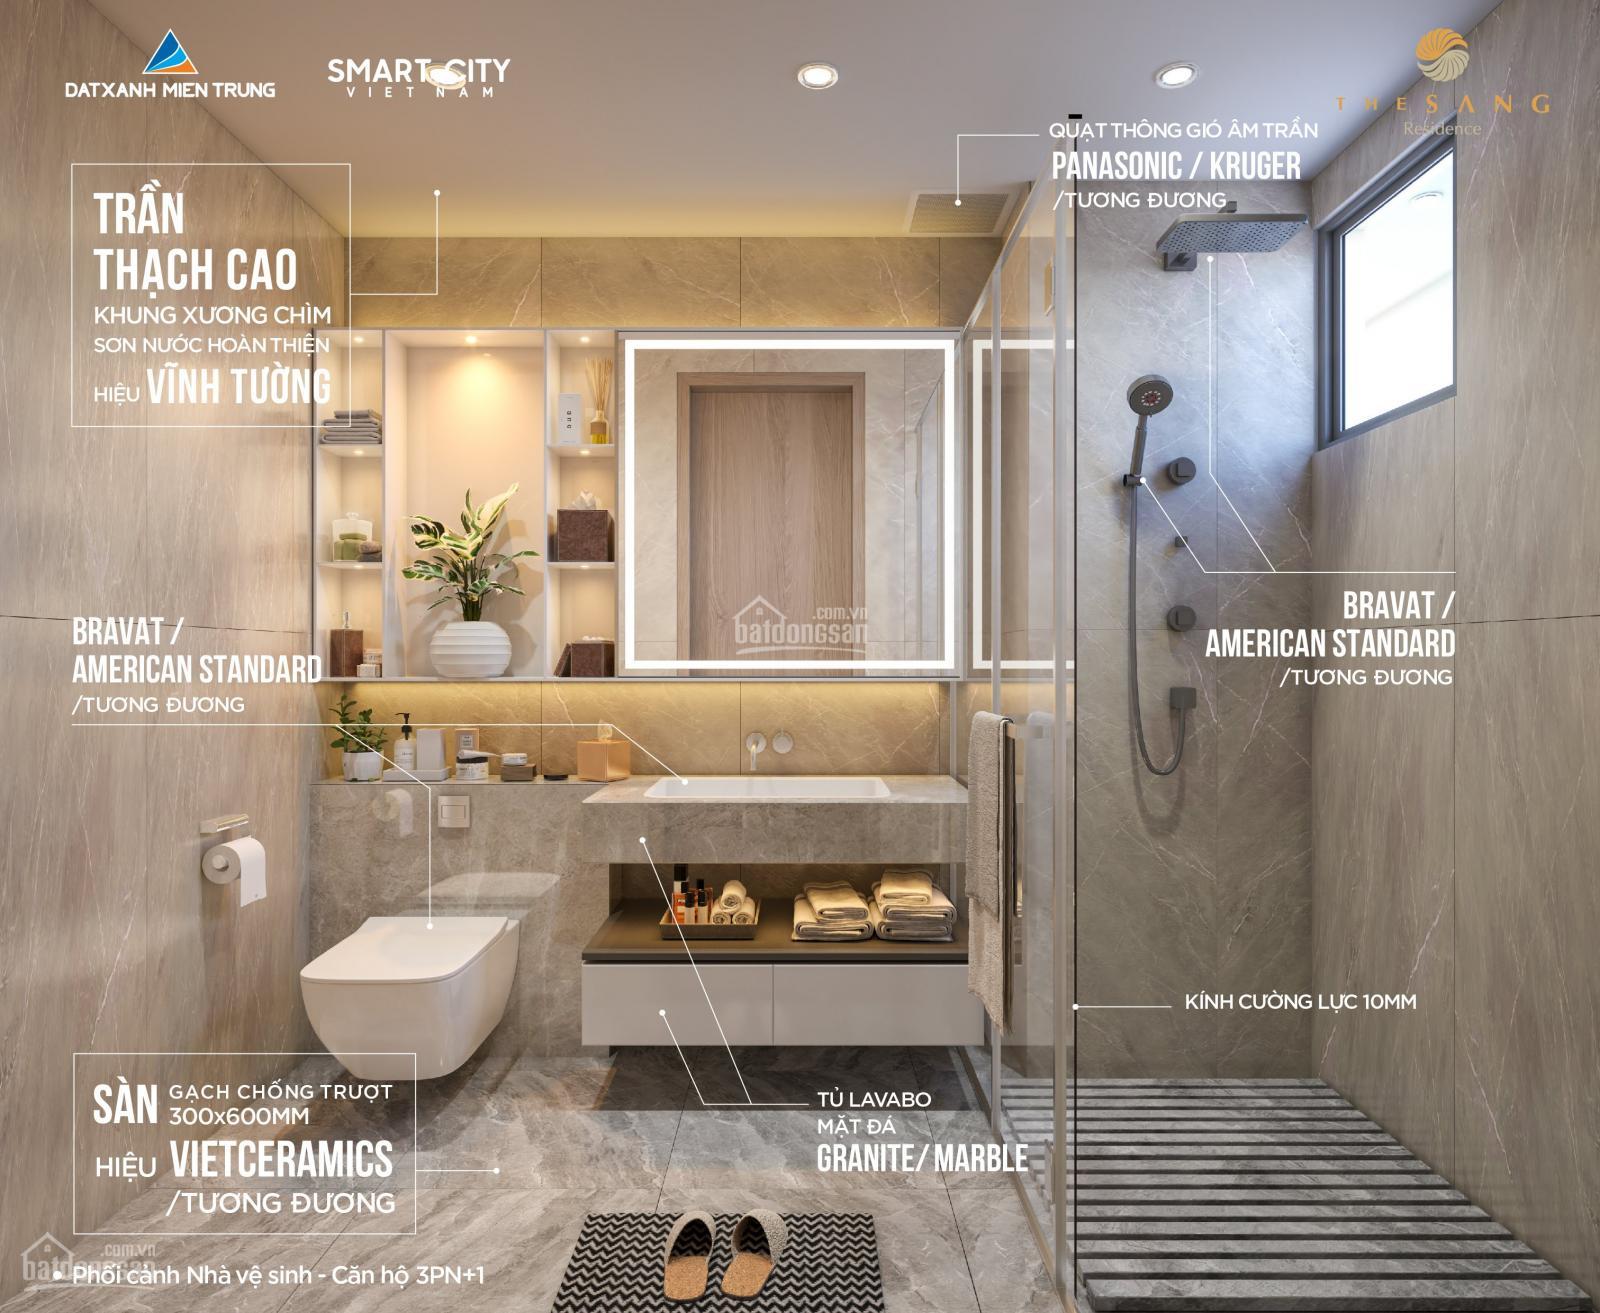 DATXANH MIEN TRUNG
SMART CITY
VIET NAM
THE SANG
Residence
QUẠT THÔNG GIÓ ÂM TRẦN
PANASONIC / KRUGER
/TƯƠNG ĐƯƠNG
TRẦN
THẠCH CAO
KHUNG XƯƠNG CHÌM
SƠN NƯỚC HOÀN THIỆN
HIỆU VĨNH TƯỜNG
BRAVAT /
AMERICAN STANDARD
/TƯƠNG ĐƯƠNG
BRAVAT /
AMERICAN STANDARD
/TƯƠNG ĐƯƠNG
.com.vn
batdongsan
KÍNH CƯỜNG LỰC 10MM
TỦ LAVABO
MẶT ĐÁ
GRANITE/ MARBLE
SÀN GẠCH CHỐNG TRƯỢT
300x600MM
HIỆU VIETCERAMICS
/TƯƠNG ĐƯƠNG
.com.vn
batdongsan
• Phối cảnh Nhà vệ sinh - Căn hộ 3PN+1